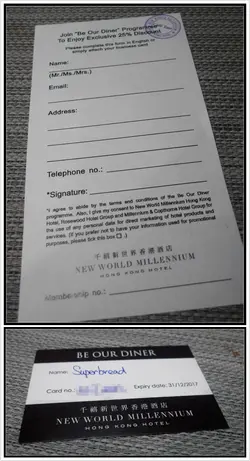 Join "Be Our Diner" Programme
To Enjoy Exclusive 25% Discount
Please complete this form in English or
simply attach your business card
Name:
(Mr./Ms./Mrs.)
Email:
Address:
Telephone no.:
*Signature:
*I agree to abide by the terms and conditions of the Be Our Diner
programme. Also, I give my consent to New World Millennium Hong Kong
Hotel, Rosewood Hotel Group and Millennium & Copthorne Hotel Group for
the use of any personal data for direct marketing of hotel products and
services. (If you prefer not to have your information used for promotional
purposes, please tick this box □.)
千禧新世界香港酒店
NEW WORLD MILLENNIUM
HONG KONG HOTEL
Membership no.:
BE OUR DINER
Name: Superbread
Card no.: Expiry date: 31/12/2017
千禧新世界香港酒店
NEW WORLD MILLENNIUM
HONG KONG HOTEL